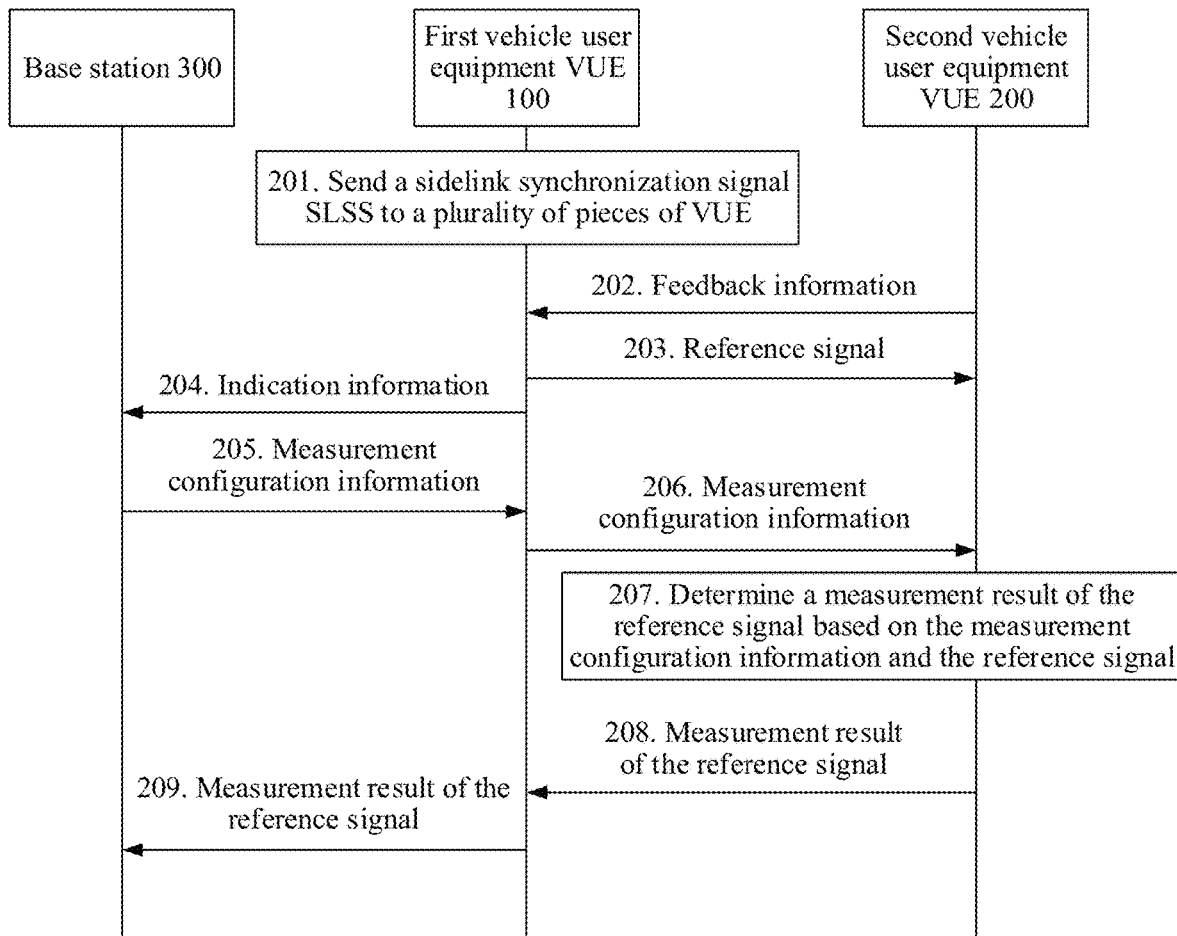 Base station 300
First vehicle user
equipment VUE
100
Second vehicle
user equipment
VUE 200
201. Send a sidelink synchronization signal
SLSS to a plurality of pieces of VUE
202. Feedback information
203. Reference signal
204. Indication information
205. Measurement
configuration information
206. Measurement
configuration information
207. Determine a measurement result of the
reference signal based on the measurement
configuration information and the reference signal
208. Measurement result
of the reference signal
209. Measurement result of the
reference signal